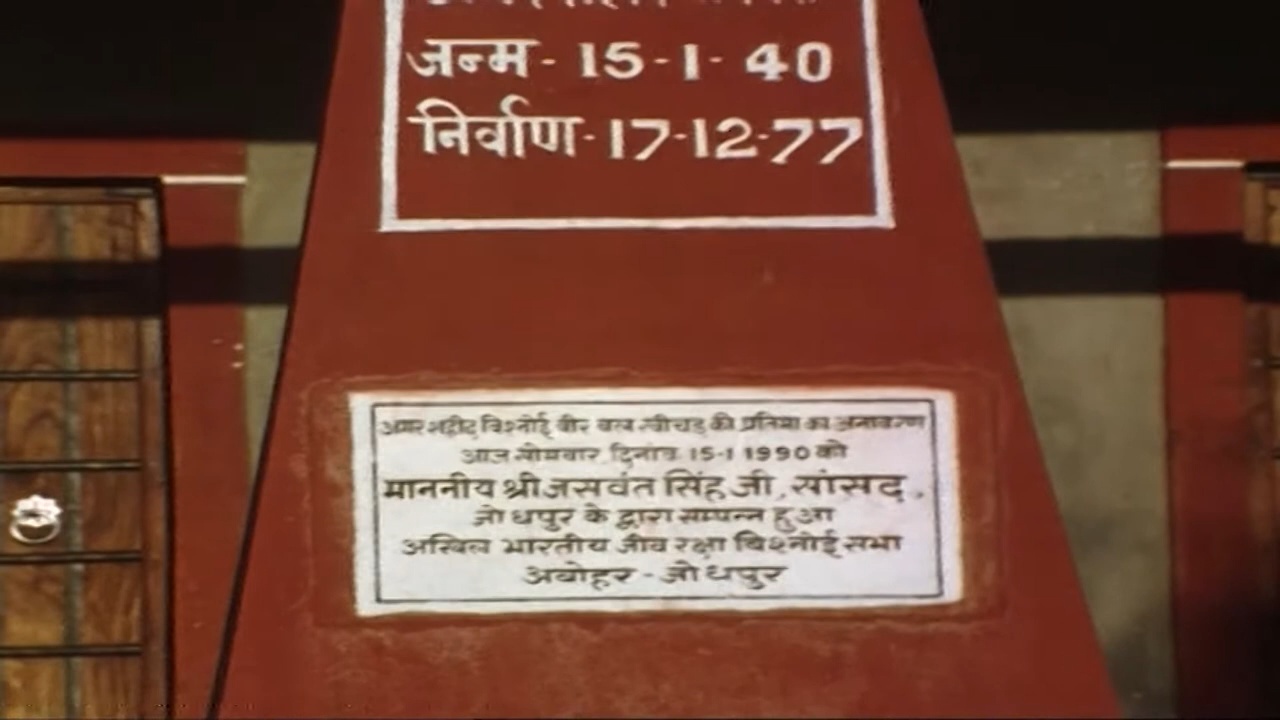 जन्म - 15 - 1 - 40
निर्वाण - 17-12-77
अमर शहीद बिश्नोई वीर की प्रतिमा का अनावरण
आज सोमवार दिनांक 15-1 1990 को
माननीय श्री जसवंत सिंह जी, सांसद,
जोधपुर के द्वारा सम्पन्न हुआ
अखिल भारतीय जीव रक्षा बिश्नोई सभा
अबोहर - जोधपुर